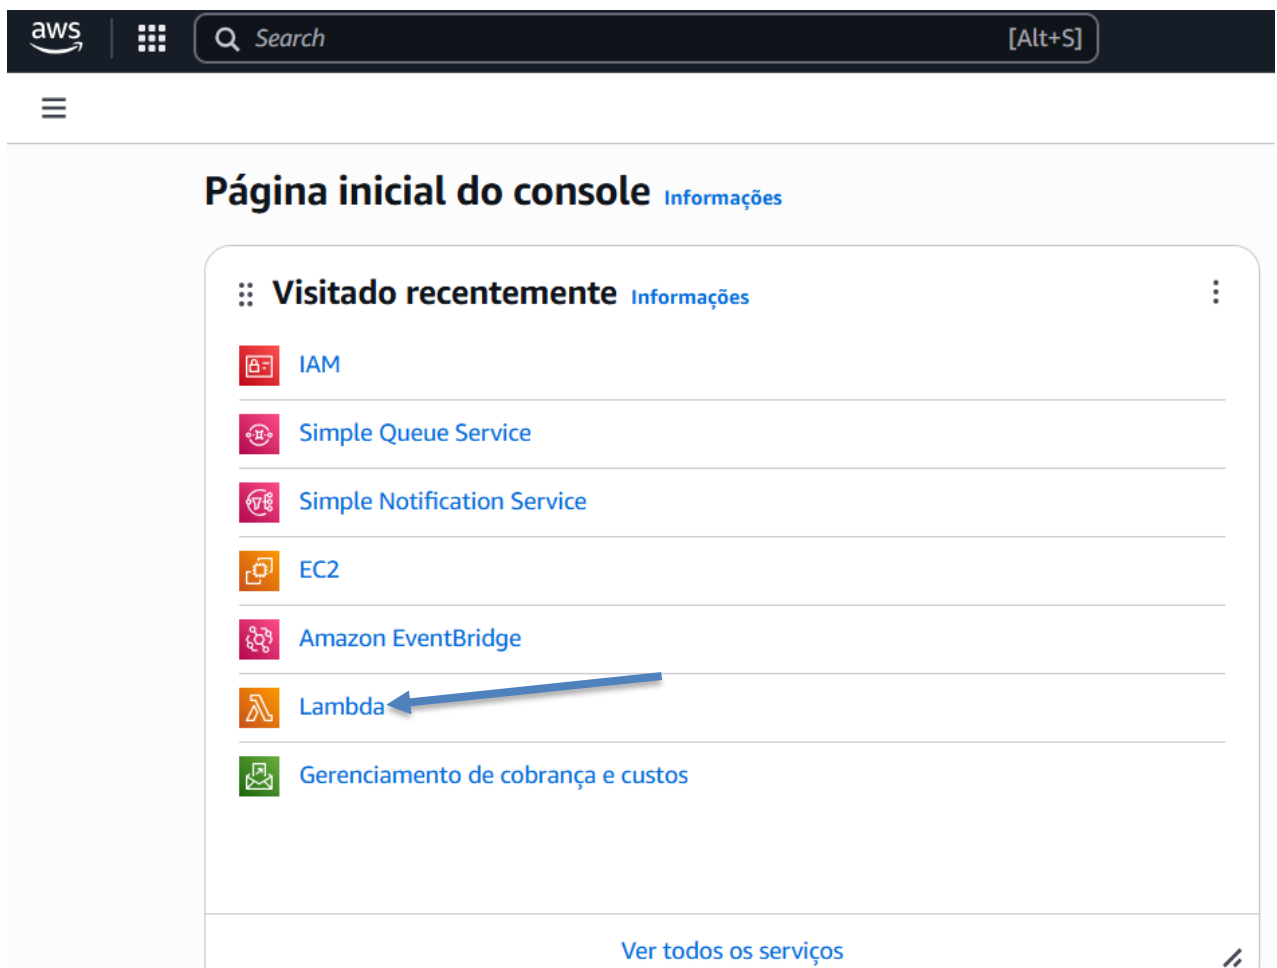 aws
Search [Alt+S]
Página inicial do console Informações
Visitado recentemente Informações
IAM
Simple Queue Service
Simple Notification Service
EC2
Amazon EventBridge
Lambda
Gerenciamento de cobrança e custos
Ver todos os serviços